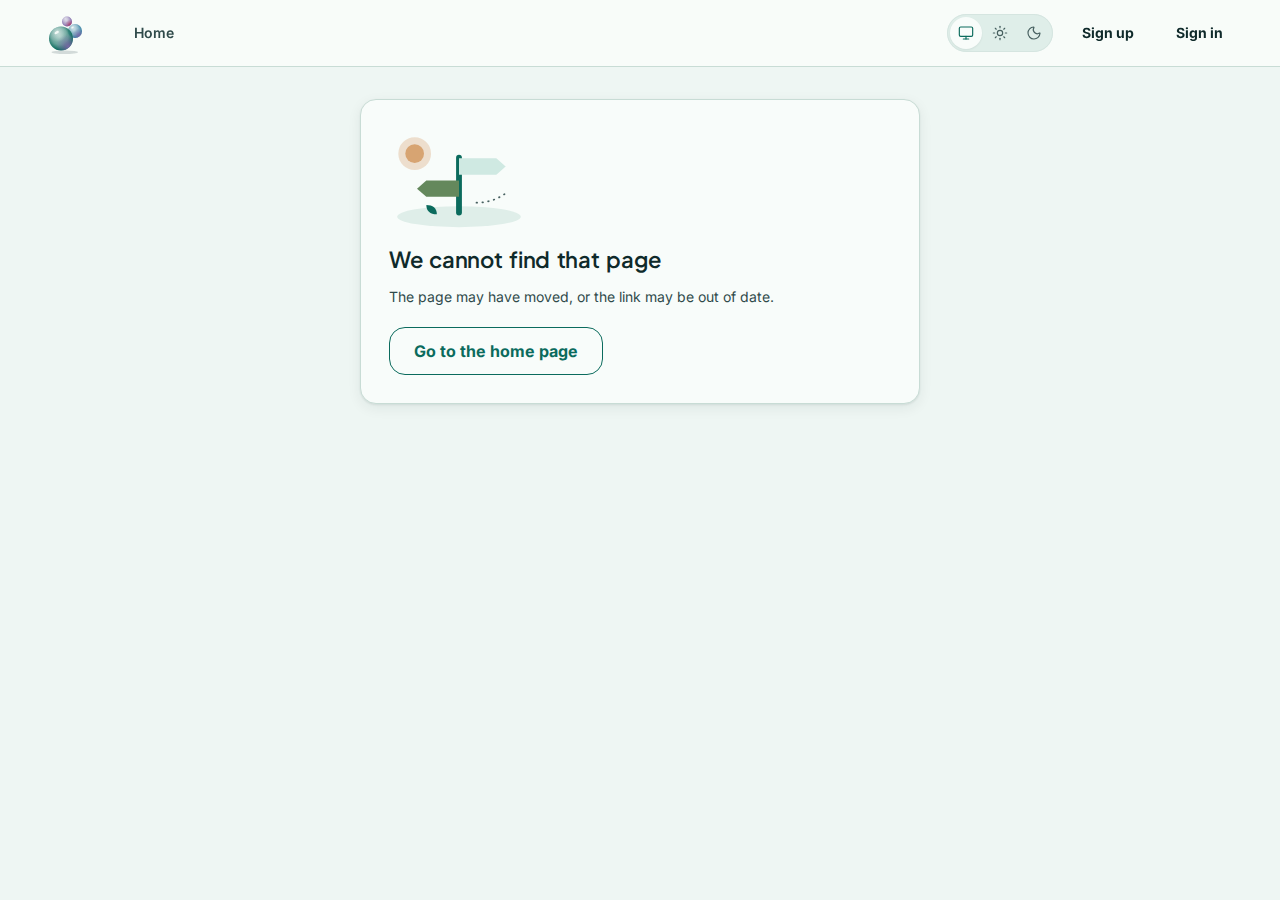 Home
Sign up
Sign in
We cannot find that page
The page may have moved, or the link may be out of date.
Go to the home page